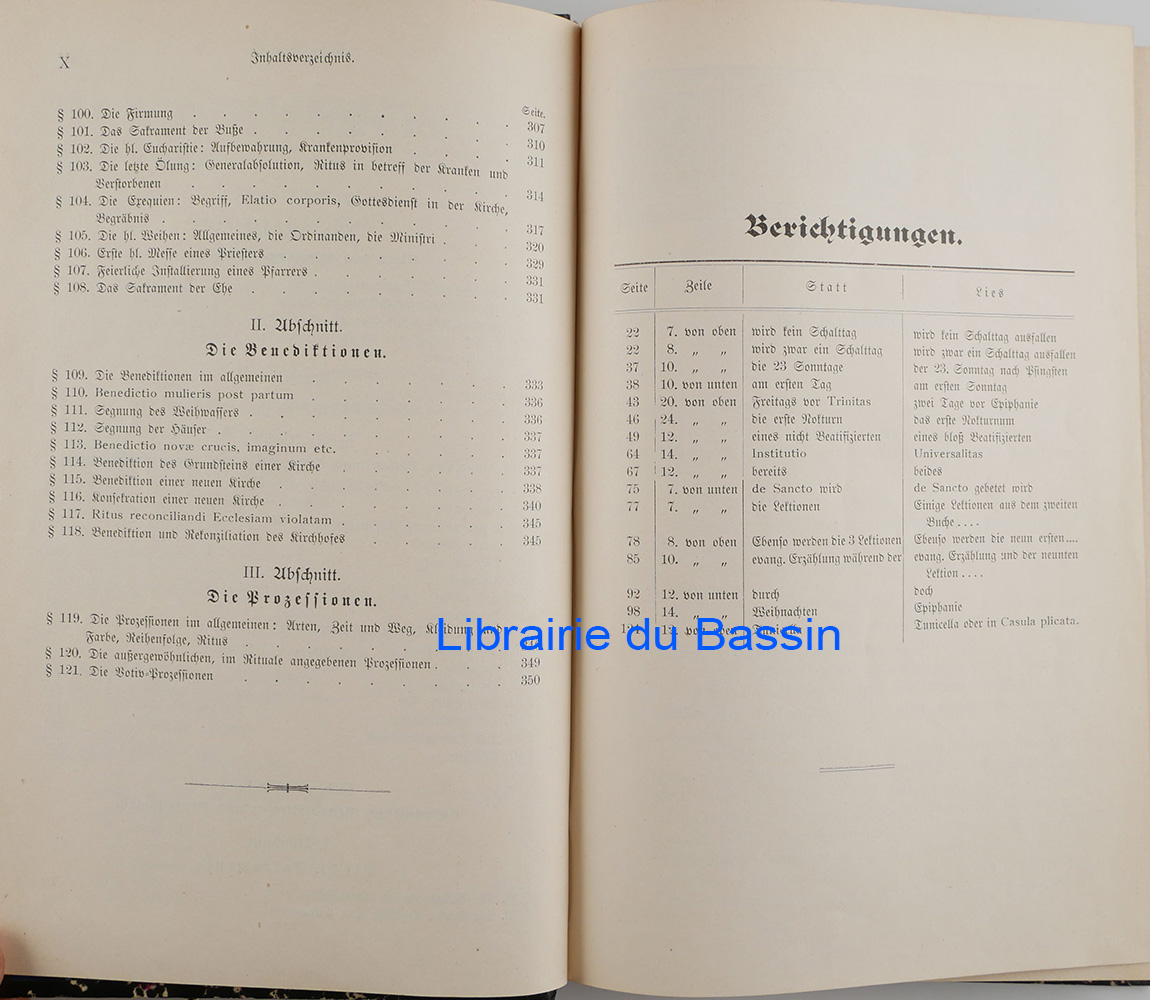 X Inhaltsverzeichnis.
Seite.
§ 100. Die Firmung . . . . . . . . . . 307
§ 101. Das Sakrament der Buße . . . . . . . . 310
§ 102. Die hl. Eucharistie: Aufbewahrung, Krankenprovision . . . 311
§ 103. Die letzte Ölung: Generalabsolution, Ritus in betreff der Kranken und
Verstorbenen . . . . . . . . . . 314
§ 104. Die Exequien: Begriff, Elatio corporis, Gottesdienst in der Kirche,
Begräbnis . . . . . . . . . . 317
§ 105. Die hl. Weihen: Allgemeines, die Ordinanden, die Ministri . . . 320
§ 106. Erste hl. Messe eines Priesters . . . . . . . 329
§ 107. Feierliche Installierung eines Pfarrers . . . . . . 331
§ 108. Das Sakrament der Ehe . . . . . . . . 331
II. Abschnitt.
Die Benediktionen.
§ 109. Die Benediktionen im allgemeinen . . . . . . 333
§ 110. Benedictio mulieris post partum . . . . . . 336
§ 111. Segnung des Weihwassers . . . . . . . . 336
§ 112. Segnung der Häuser . . . . . . . . . 337
§ 113. Benedictio novæ crucis, imaginum etc. . . . . . 337
§ 114. Benediktion des Grundsteins einer Kirche . . . . . 337
§ 115. Benediktion einer neuen Kirche . . . . . . . 338
§ 116. Konsekration einer neuen Kirche . . . . . . . 340
§ 117. Ritus reconciliandi Ecclesiam violatam . . . . . . 345
§ 118. Benediktion und Rekonziliation des Kirchhofes . . . . 345
III. Abschnitt.
Die Prozessionen.
§ 119. Die Prozessionen im allgemeinen: Arten, Zeit und Weg, Kleidung und
Farbe, Reihenfolge, Ritus . . . . . . .
§ 120. Die außergewöhnlichen, im Rituale angegebenen Prozessionen . . . 349
§ 121. Die Votiv-Prozessionen . . . . . . . . 350
Berichtigungen.
Seite Zeile Statt Lies
22 7. von oben wird kein Schalttag wird kein Schalttag ausfallen
22 8. „ „ wird zwar ein Schalttag wird zwar ein Schalttag ausfallen
37 10. „ „ die 23 Sonntage der 23. Sonntag nach Pfingsten
38 10. von unten am ersten Tag am ersten Sonntag
43 20. von oben Freitags vor Trinitas zwei Tage vor Epiphanie
46 24. „ „ die erste Nokturn das erste Nokturnum
49 12. „ „ eines nicht Beatifizierten eines bloß Beatifizierten
64 14. „ „ Institutio Universalitas
67 12. „ „ bereits beides
75 7. von unten de Sancto wird de Sancto gebetet wird
77 7. „ „ die Lektionen Einige Lektionen aus dem zweiten
Buche . . . .
78 8. von oben Ebenso werden die 3 Lektionen Ebenso werden die neun ersten . . . .
85 10. „ „ evang. Erzählung während der evang. Erzählung und der neunten
Lektion . . . .
92 12. von unten durch doch
98 14. „ „ Weihnachten Epiphanie
12. von oben Tunicella Tunicella oder in Casula plicata.
Librairie du Bassin